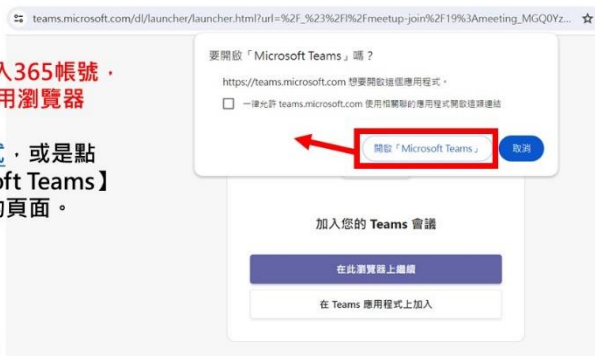 teams.microsoft.com/dl/launcher/launcher.html?url=%2F_%23%2Fl%2Fmeetup-join%2F19%3Ameeting_MGQ0Yz...
入365帳號，
用瀏覽器
式，或是點
oft Teams】
的頁面。
要開啟「Microsoft Teams」嗎？
https://teams.microsoft.com 想要開啟這個應用程式。
一律允許 teams.microsoft.com 使用相關聯的應用程式開啟這類連結
開啟「Microsoft Teams」
取消
加入您的 Teams 會議
在此瀏覽器上繼續
在 Teams 應用程式上加入